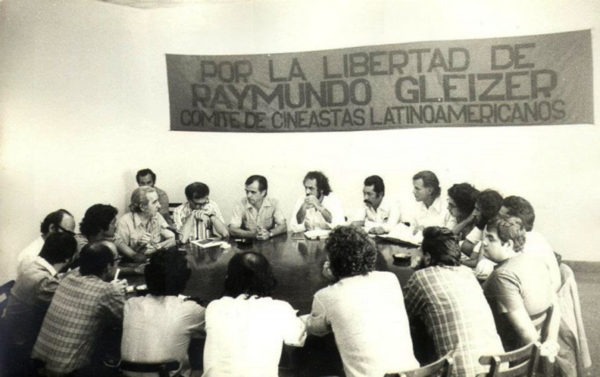 POR LA LIBERTAD DE
RAYMUNDO GLEIZER
COMITE DE CINEASTAS LATINOAMERICANOS